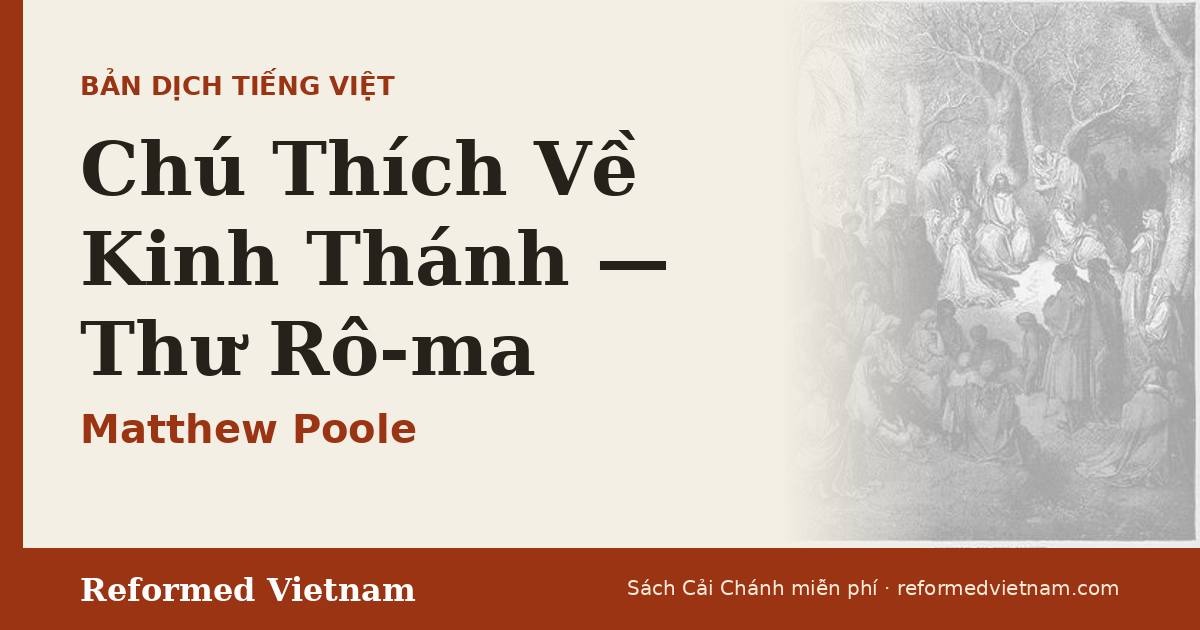 BẢN DỊCH TIẾNG VIỆT
Chú Thích Về
Kinh Thánh —
Thư Rô-ma
Matthew Poole
Reformed Vietnam
Sách Cải Chánh miễn phí · reformedvietnam.com